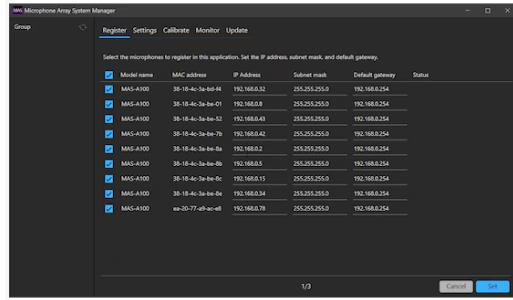 MAS Microphone Array System Manager
Group
Register Settings Calibrate Monitor Update
Select the microphones to register in this application. Set the IP address, subnet mask, and default gateway.
Model name MAC address IP Address Subnet mask Default gateway Status
MAS-A100 38-18-4c-3a-bd-f4 192.168.0.32 255.255.255.0 192.168.0.254
MAS-A100 38-18-4c-3a-be-01 192.168.0.8 255.255.255.0 192.168.0.254
MAS-A100 38-18-4c-3a-be-52 192.168.0.43 255.255.255.0 192.168.0.254
MAS-A100 38-18-4c-3a-be-7b 192.168.0.42 255.255.255.0 192.168.0.254
MAS-A100 38-18-4c-3a-be-8a 192.168.0.2 255.255.255.0 192.168.0.254
MAS-A100 38-18-4c-3a-be-8b 192.168.0.5 255.255.255.0 192.168.0.254
MAS-A100 38-18-4c-3a-be-8c 192.168.0.15 255.255.255.0 192.168.0.254
MAS-A100 38-18-4c-3a-be-8e 192.168.0.34 255.255.255.0 192.168.0.254
MAS-A100 ea-20-77-a9-ac-e8 192.168.0.78 255.255.255.0 192.168.0.254
1/3
Cancel Set